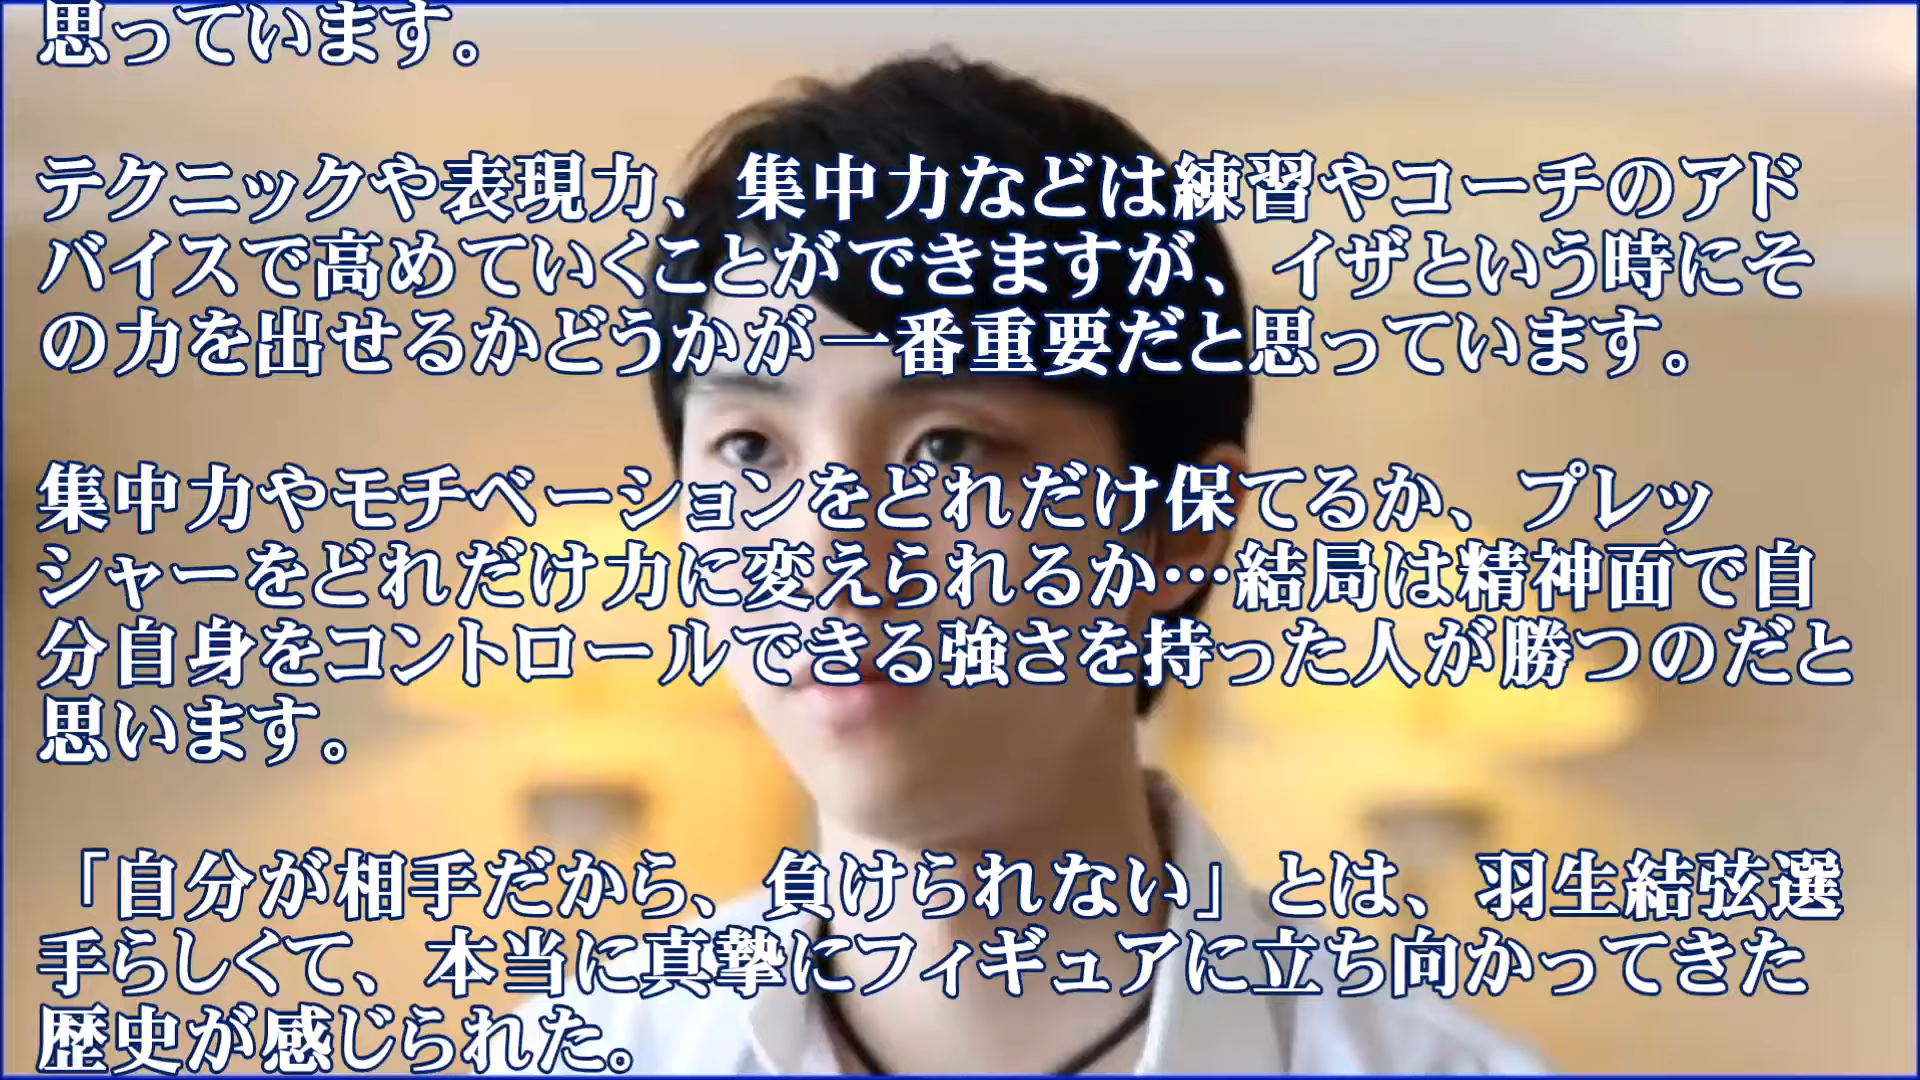 思っています。
テクニックや表現力、集中力などは練習やコーチのアド
バイスで高めていくことができますが、イザという時にそ
の力を出せるかどうかが一番重要だと思っています。
集中力やモチベーションをどれだけ保てるか、プレッ
シャーをどれだけ力に変えられるか…結局は精神面で自
分自身をコントロールできる強さを持った人が勝つのだと
思います。
「自分が相手だから、負けられない」とは、羽生結弦選
手らしくて、本当に真摯にフィギュアに立ち向かってきた
歴史が感じられた。